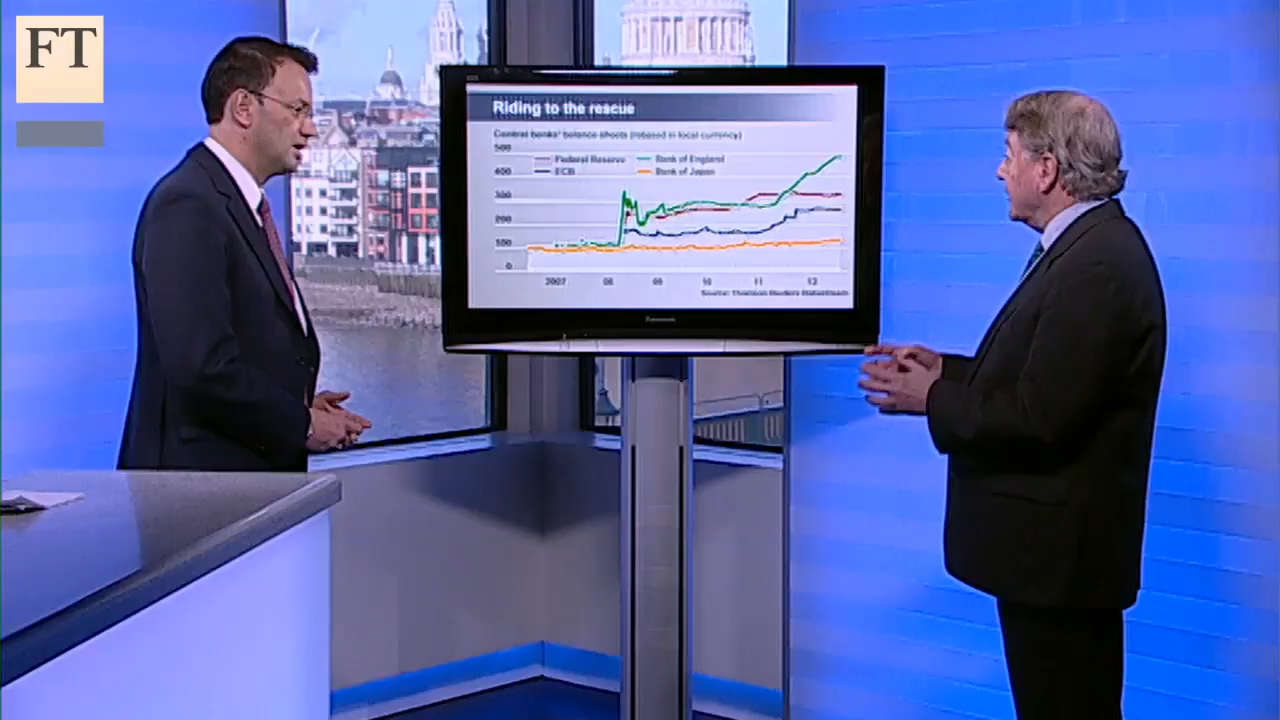 FT
Riding to the rescue
Central banks' balance sheets (rebased in local currency)
500
Federal Reserve
Bank of England
400
ECB
Bank of Japan
300
200
100
0
2007 08 09 10 11 12
Source: Thomson Reuters Datastream
Panasonic